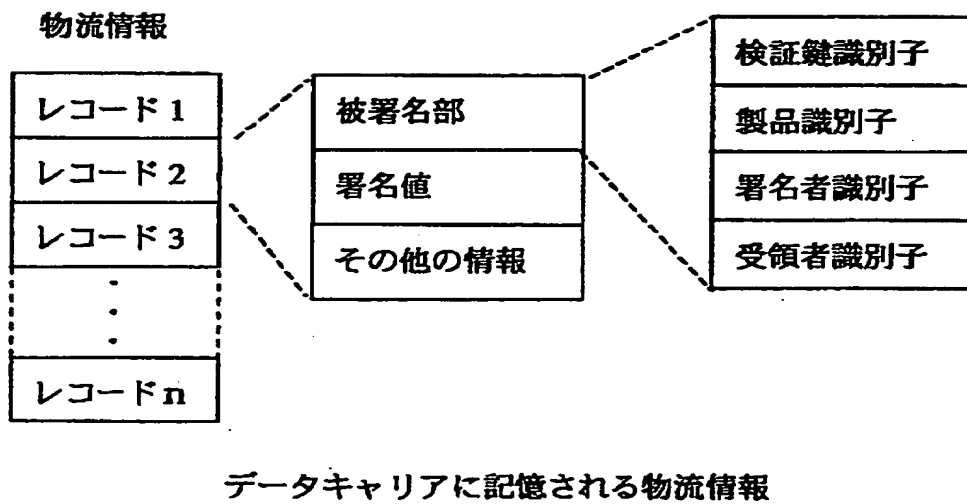 物流情報
レコード1
レコード2
レコード3
レコードn
被署名部
署名値
その他の情報
検証鍵識別子
製品識別子
署名者識別子
受領者識別子
データキャリアに記憶される物流情報